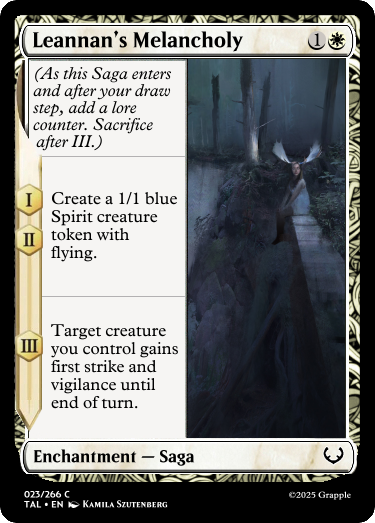 Leannan's Melancholy 1
(As this Saga enters
and after your draw
step, add a lore
counter. Sacrifice
after III.)
I
II
Create a 1/1 blue
Spirit creature
token with
flying.
III
Target creature
you control gains
first strike and
vigilance until
end of turn.
Enchantment — Saga
023/266 C
TAL • EN Kamila Szutenberg
©2025 Grapple